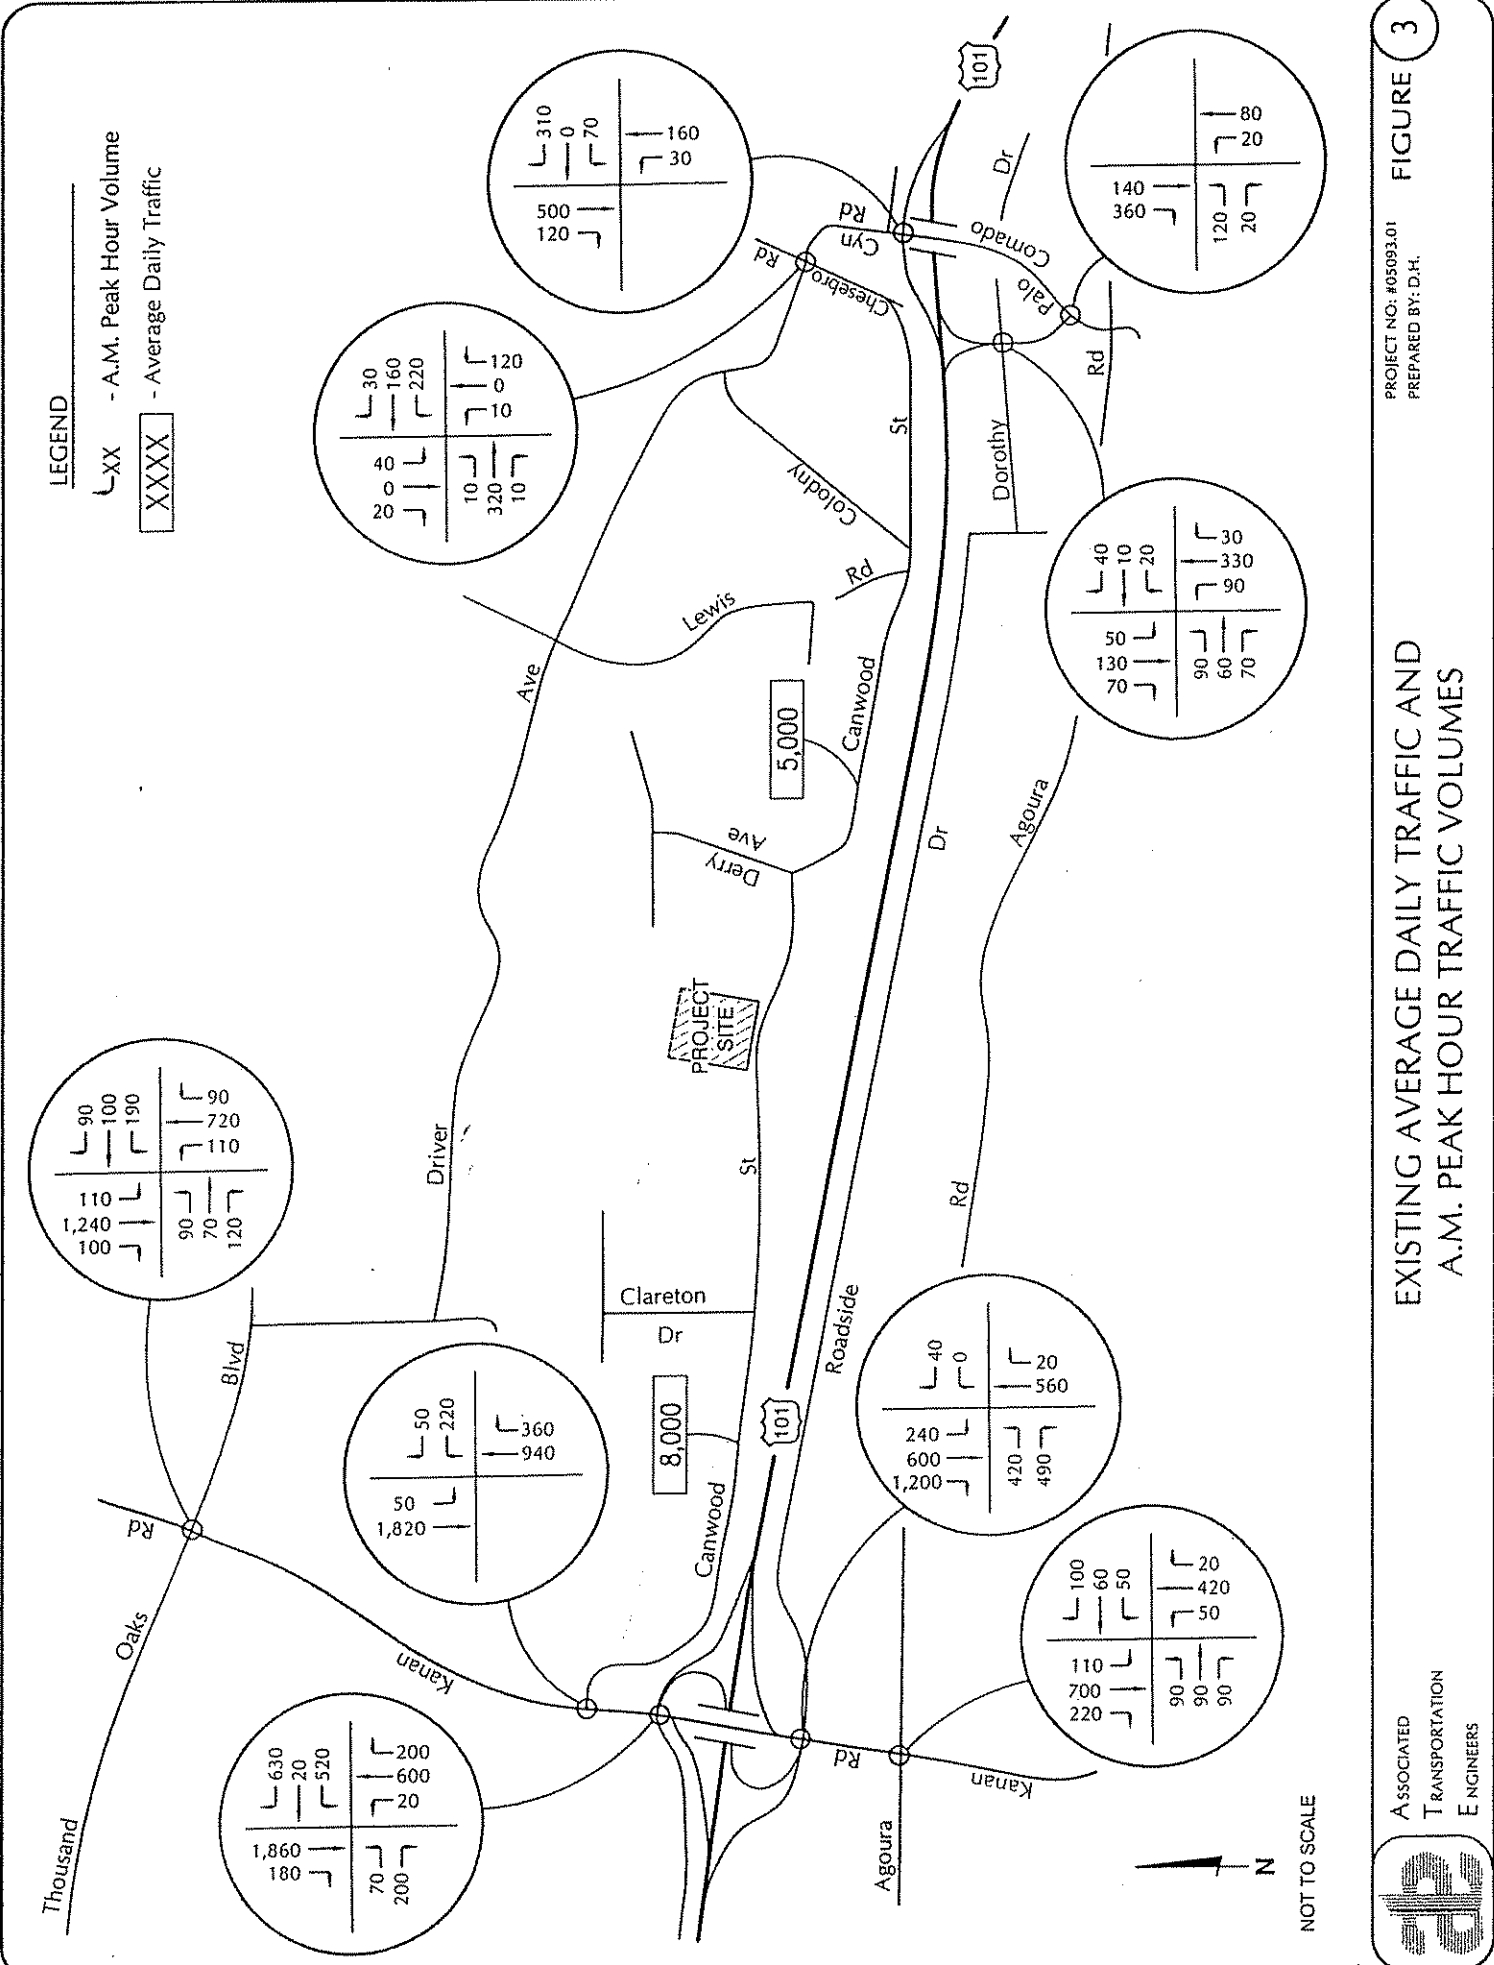 LEGEND
XX - A.M. Peak Hour Volume
XXXX - Average Daily Traffic
Thousand
Oaks
Blvd
Kanan
Rd
Driver
Ave
Lewis
Rd
Colodny
Chesebro
Rd
Palo
Comado
Cyn
Rd
Dorothy
Dr
Canwood
St
Canwood
St
Derry
Ave
Clareton
Dr
Roadside
Dr
Agoura
Rd
Agoura
Rd
Kanan
Rd
101
101
PROJECT
SITE
8,000
5,000
100
1,240
110
90
100
190
90
70
120
110
720
90
1,820
50
50
220
940
360
180
1,860
630
20
520
70
200
20
600
200
1,200
600
240
40
0
420
490
560
20
220
700
110
100
60
50
90
90
90
50
420
20
20
0
40
30
160
220
10
320
10
10
0
120
120
500
310
0
70
30
160
70
130
50
40
10
20
90
60
70
90
330
30
360
140
120
20
20
80
N
NOT TO SCALE
ASSOCIATED
TRANSPORTATION
ENGINEERS
EXISTING AVERAGE DAILY TRAFFIC AND
A.M. PEAK HOUR TRAFFIC VOLUMES
PROJECT NO: #05093.01
PREPARED BY: D.H.
FIGURE 3